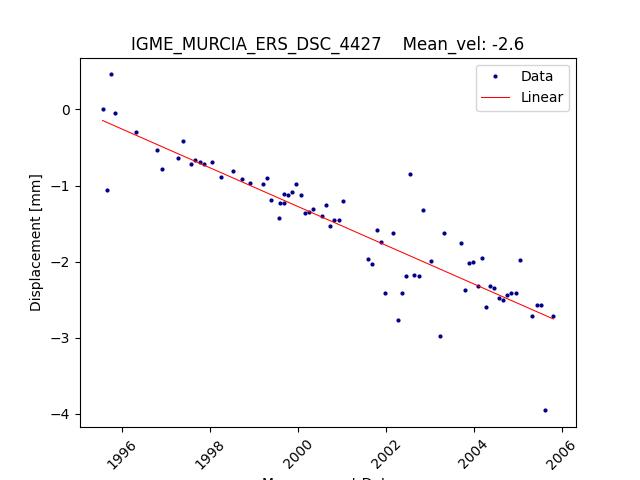 IGME_MURCIA_ERS_DSC_4427    Mean_vel: -2.6
Data
Linear
Displacement [mm]
0
−1
−2
−3
−4
1996
1998
2000
2002
2004
2006